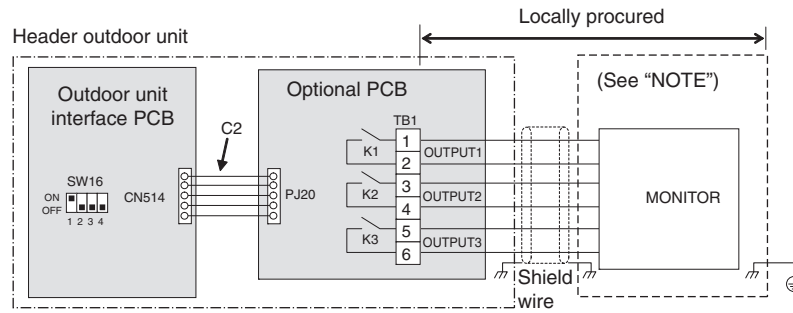 Locally procured
Header outdoor unit
Outdoor unit
interface PCB
C2
Optional PCB
(See “NOTE”)
TB1
K1
1
2
OUTPUT1
SW16
ON
OFF
1 2 3 4
CN514
PJ20
K2
3
4
OUTPUT2
MONITOR
K3
5
6
OUTPUT3
Shield
wire